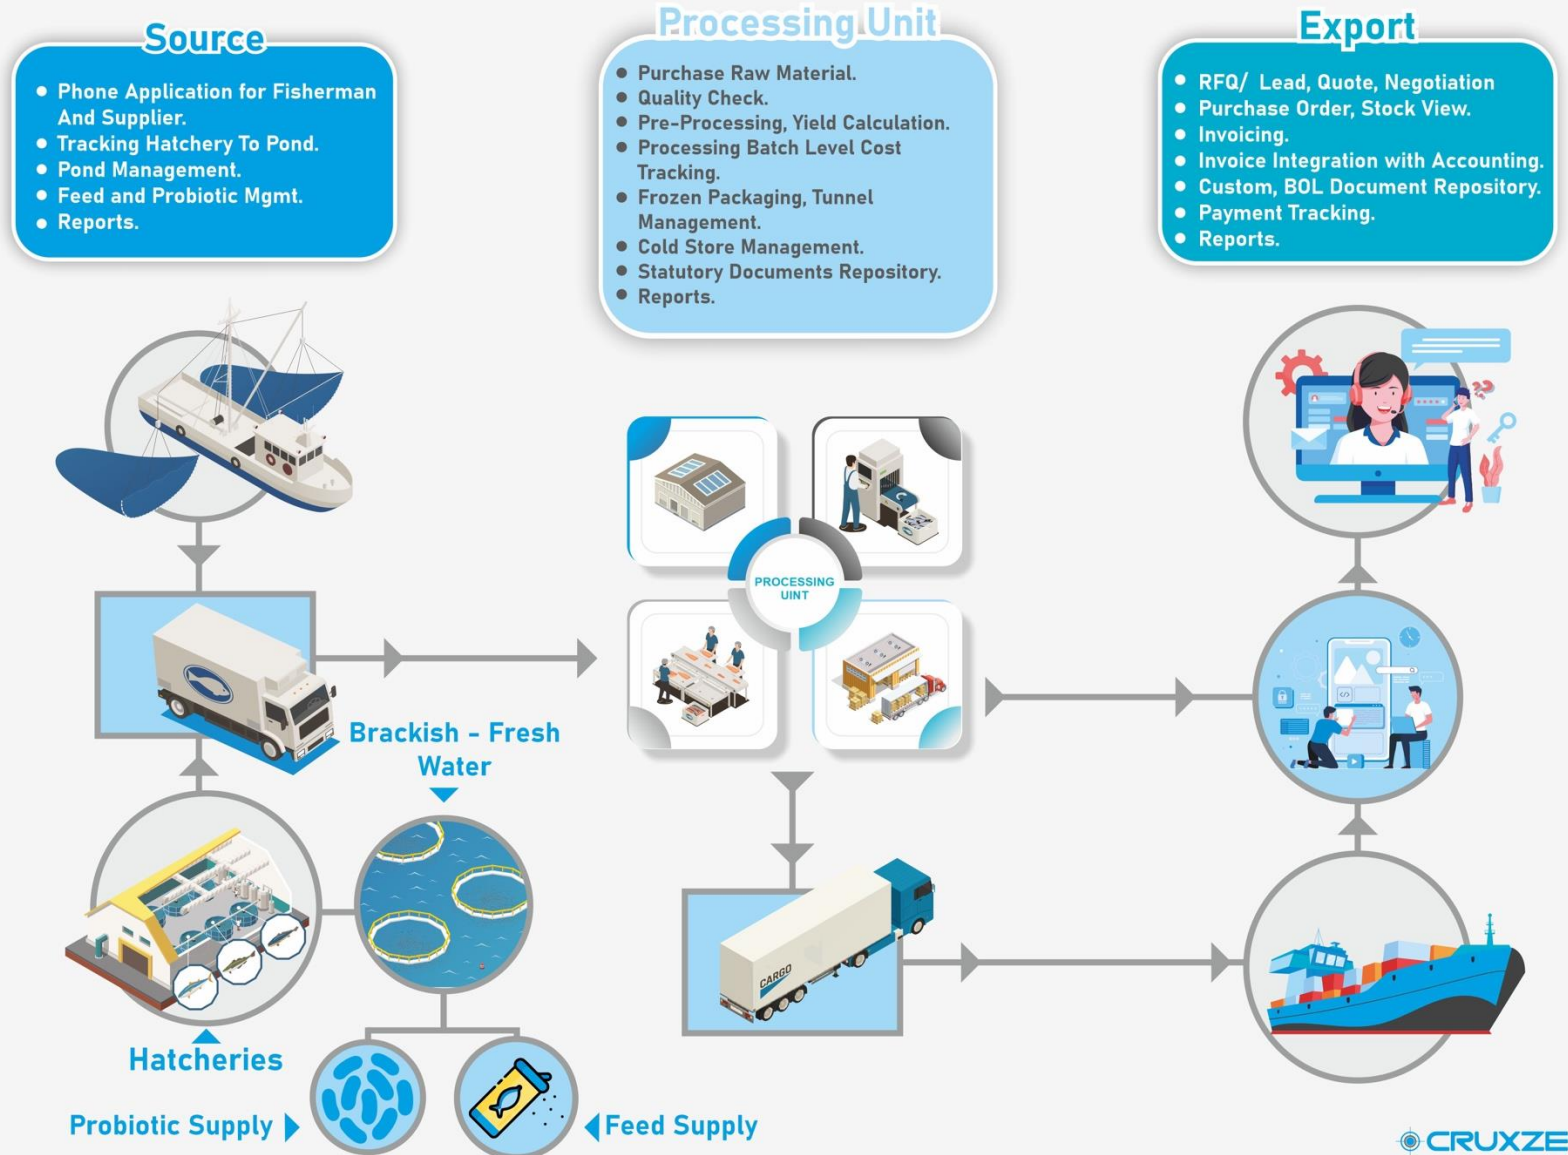 Source
Phone Application for Fisherman
And Supplier.
Tracking Hatchery To Pond.
Pond Management.
Feed and Probiotic Mgmt.
Reports.
Processing Unit
Purchase Raw Material.
Quality Check.
Pre-Processing, Yield Calculation.
Processing Batch Level Cost
Tracking.
Frozen Packaging, Tunnel
Management.
Cold Store Management.
Statutory Documents Repository.
Reports.
Export
RFQ/ Lead, Quote, Negotiation
Purchase Order, Stock View.
Invoicing.
Invoice Integration with Accounting.
Custom, BOL Document Repository.
Payment Tracking.
Reports.
PROCESSING
UINT
Brackish - Fresh
Water
CARGO
Hatcheries
Probiotic Supply
Feed Supply
CRUXZE